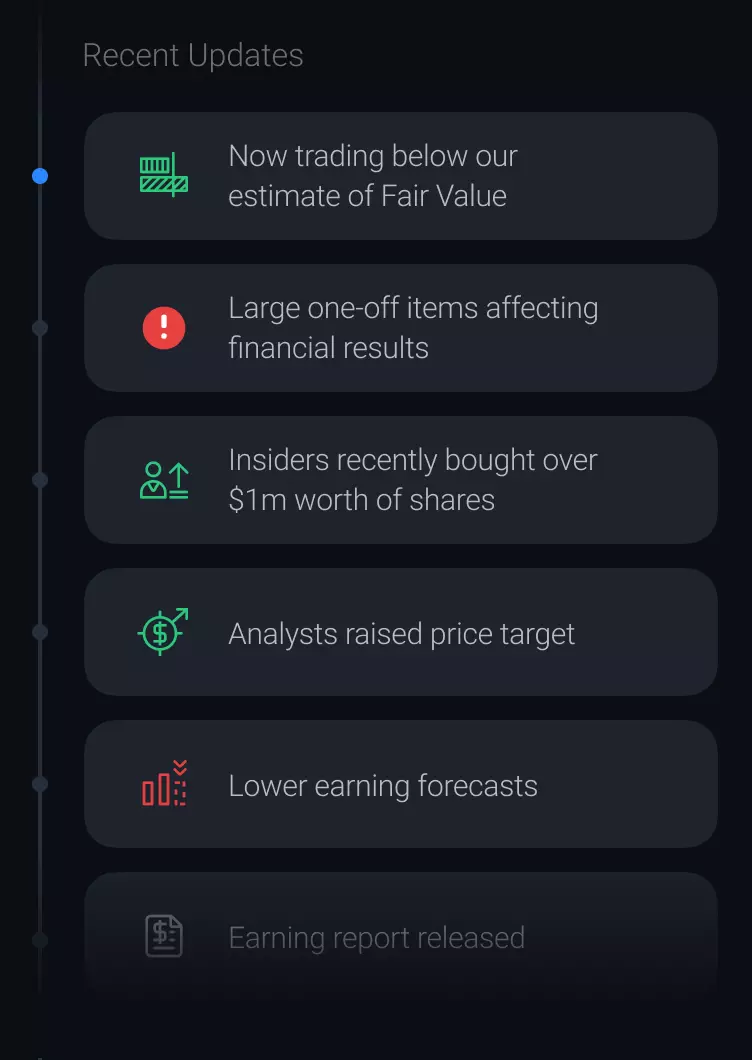 Recent Updates
Now trading below our
estimate of Fair Value
Large one-off items affecting
financial results
Insiders recently bought over
$1m worth of shares
Analysts raised price target
Lower earning forecasts
Earning report released